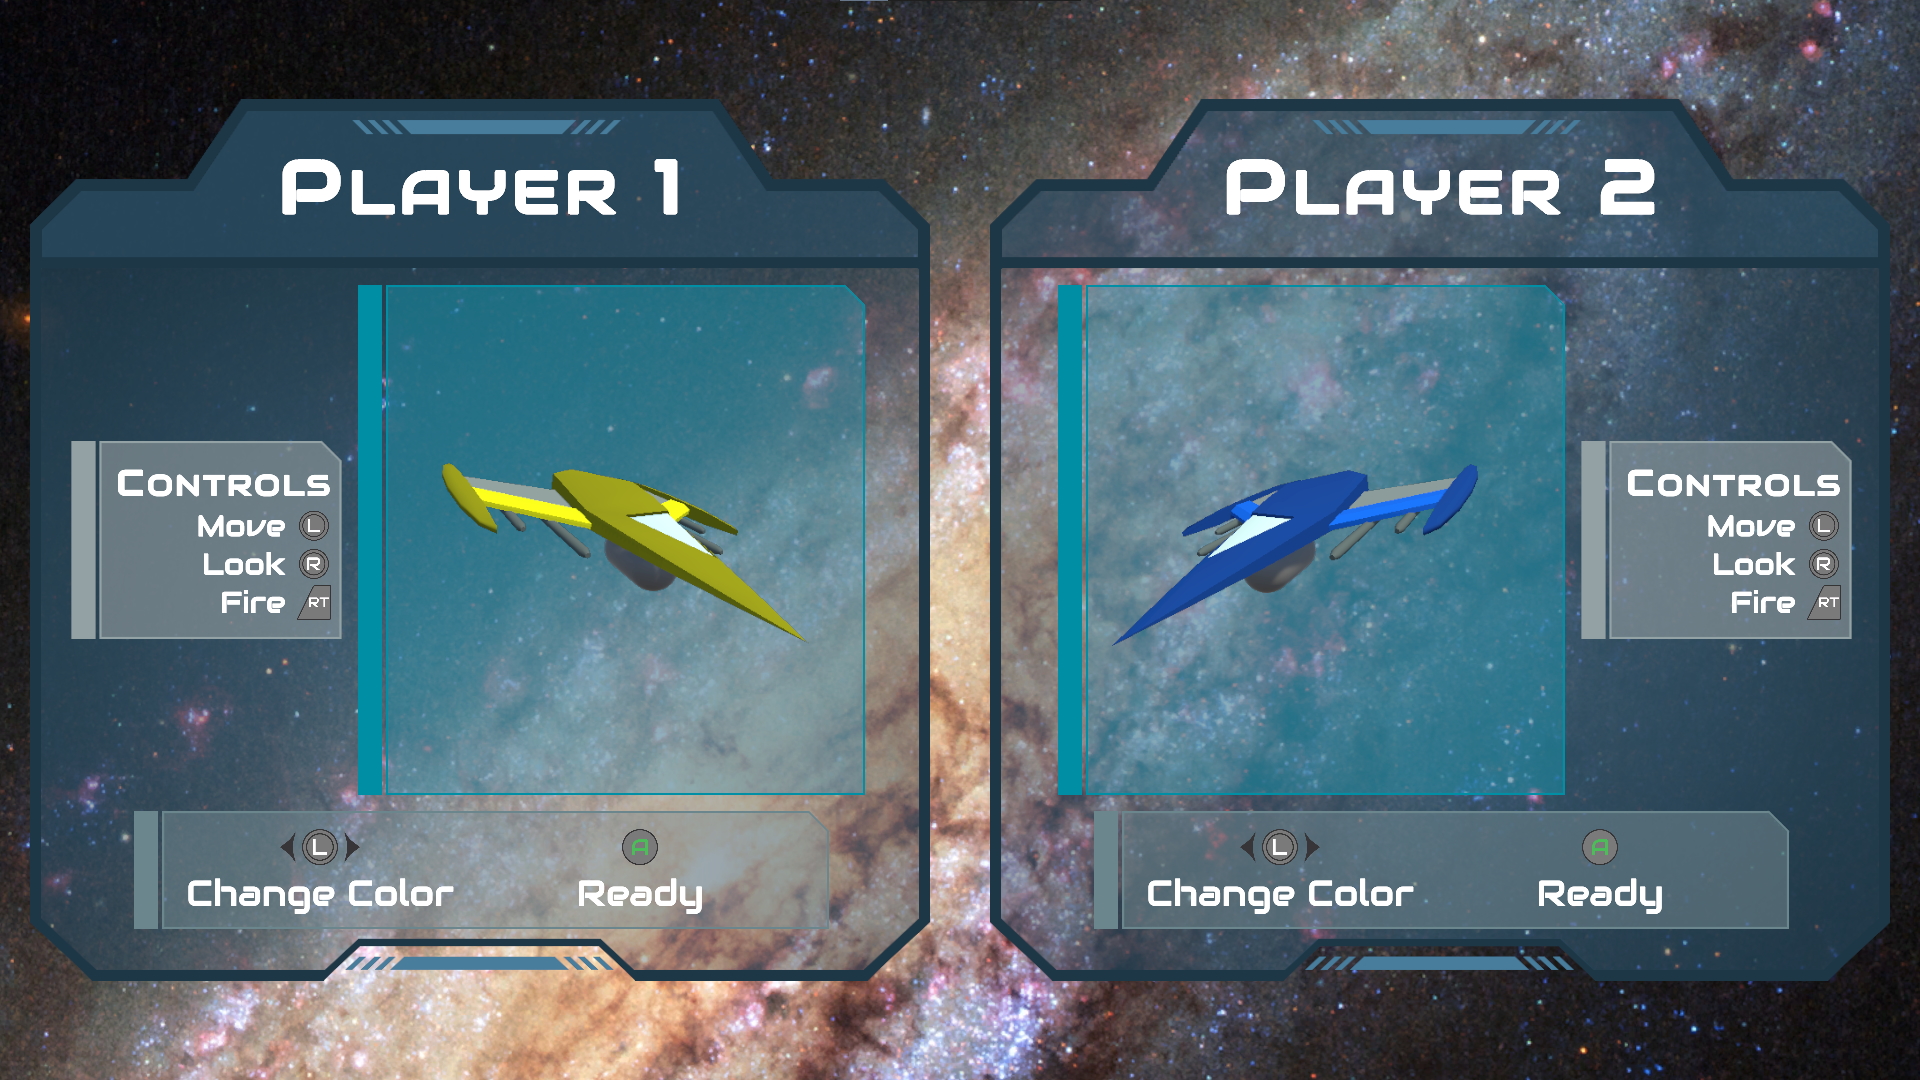 Player 1
Controls
Move L
Look R
Fire RT
L A
Change Color Ready
Player 2
Controls
Move L
Look R
Fire RT
L A
Change Color Ready